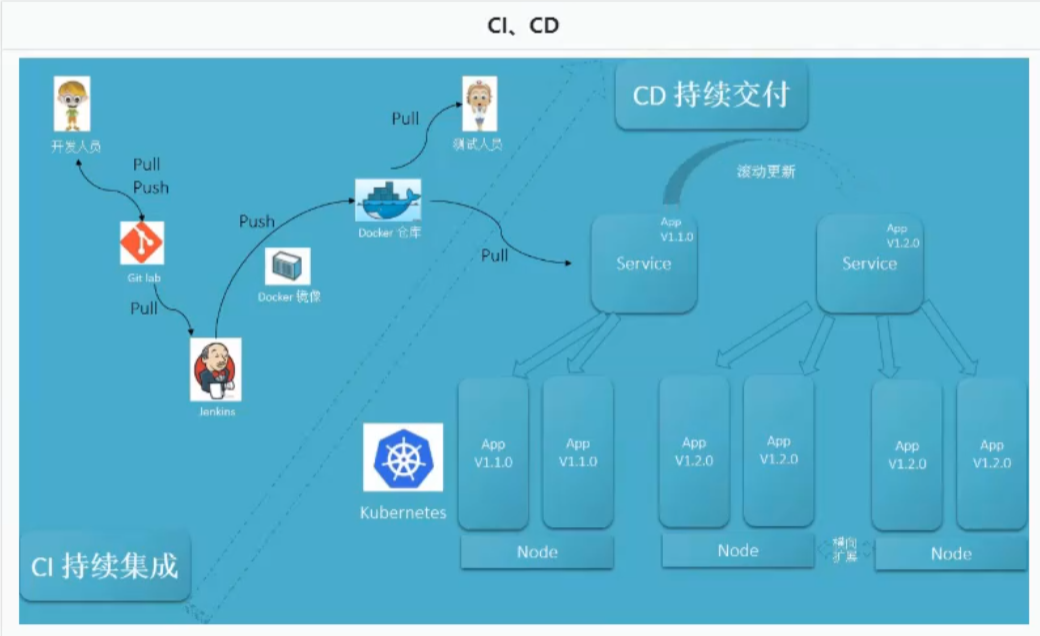 CI、CD
CD 持续交付
开发人员
Pull
Push
Git lab
Pull
Jenkins
Push
Docker 镜像
Docker 仓库
Pull
测试人员
Pull
滚动更新
App
V1.1.0
Service
App
V1.2.0
Service
Kubernetes
App
V1.1.0
App
V1.1.0
Node
App
V1.2.0
App
V1.2.0
Node
横向
扩展
App
V1.2.0
App
V1.2.0
Node
CI 持续集成